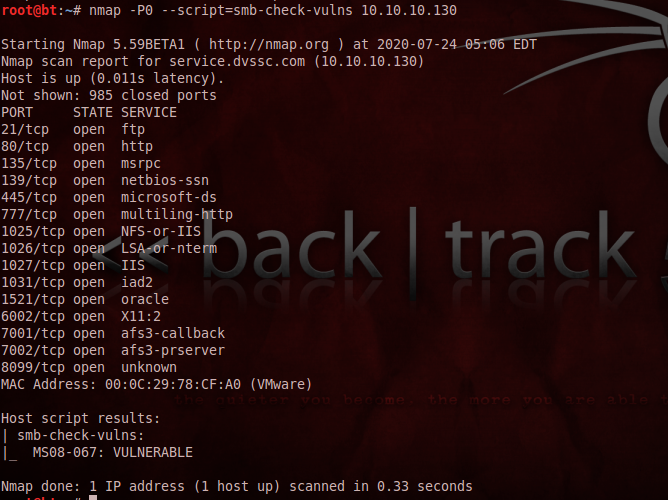 root@bt:~# nmap -P0 --script=smb-check-vulns 10.10.10.130
Starting Nmap 5.59BETA1 ( http://nmap.org ) at 2020-07-24 05:06 EDT
Nmap scan report for service.dvssc.com (10.10.10.130)
Host is up (0.011s latency).
Not shown: 985 closed ports
PORT     STATE SERVICE
21/tcp   open  ftp
80/tcp   open  http
135/tcp  open  msrpc
139/tcp  open  netbios-ssn
445/tcp  open  microsoft-ds
777/tcp  open  multiling-http
1025/tcp open  NFS-or-IIS
1026/tcp open  LSA-or-nterm
1027/tcp open  IIS
1031/tcp open  iad2
1521/tcp open  oracle
6002/tcp open  X11:2
7001/tcp open  afs3-callback
7002/tcp open  afs3-prserver
8099/tcp open  unknown
MAC Address: 00:0C:29:78:CF:A0 (VMware)
Host script results:
| smb-check-vulns:
|_  MS08-067: VULNERABLE
Nmap done: 1 IP address (1 host up) scanned in 0.33 seconds
<< back | track
the quieter you become, the more you are able